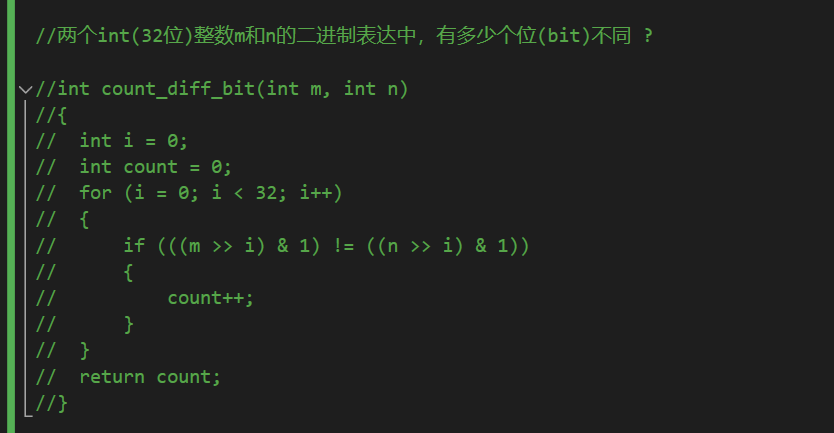 //两个int(32位)整数m和n的二进制表达中，有多少个位(bit)不同 ?
//int count_diff_bit(int m, int n)
//{
//	int i = 0;
//	int count = 0;
//	for (i = 0; i < 32; i++)
//	{
//		if (((m >> i) & 1) != ((n >> i) & 1))
//		{
//			count++;
//		}
//	}
//	return count;
//}